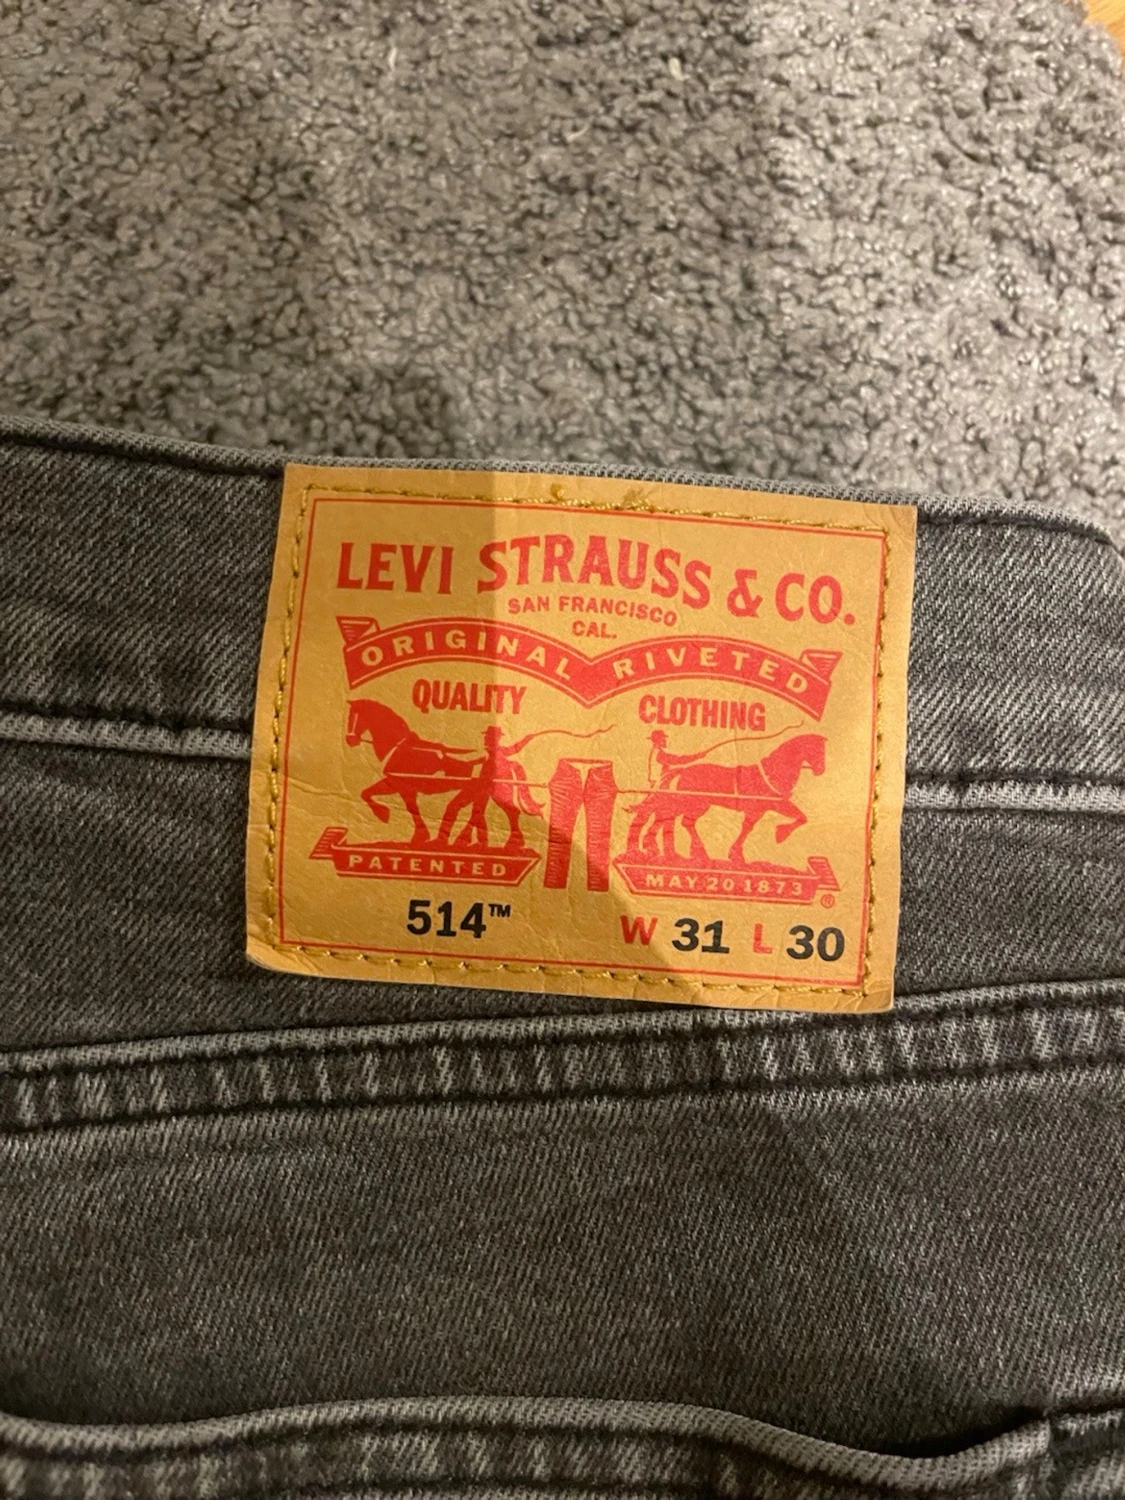 LEVI STRAUSS & CO.
SAN FRANCISCO
CAL.
ORIGINAL RIVETED
QUALITY CLOTHING
PATENTED MAY 20 1873 ®
514™ W 31 L 30